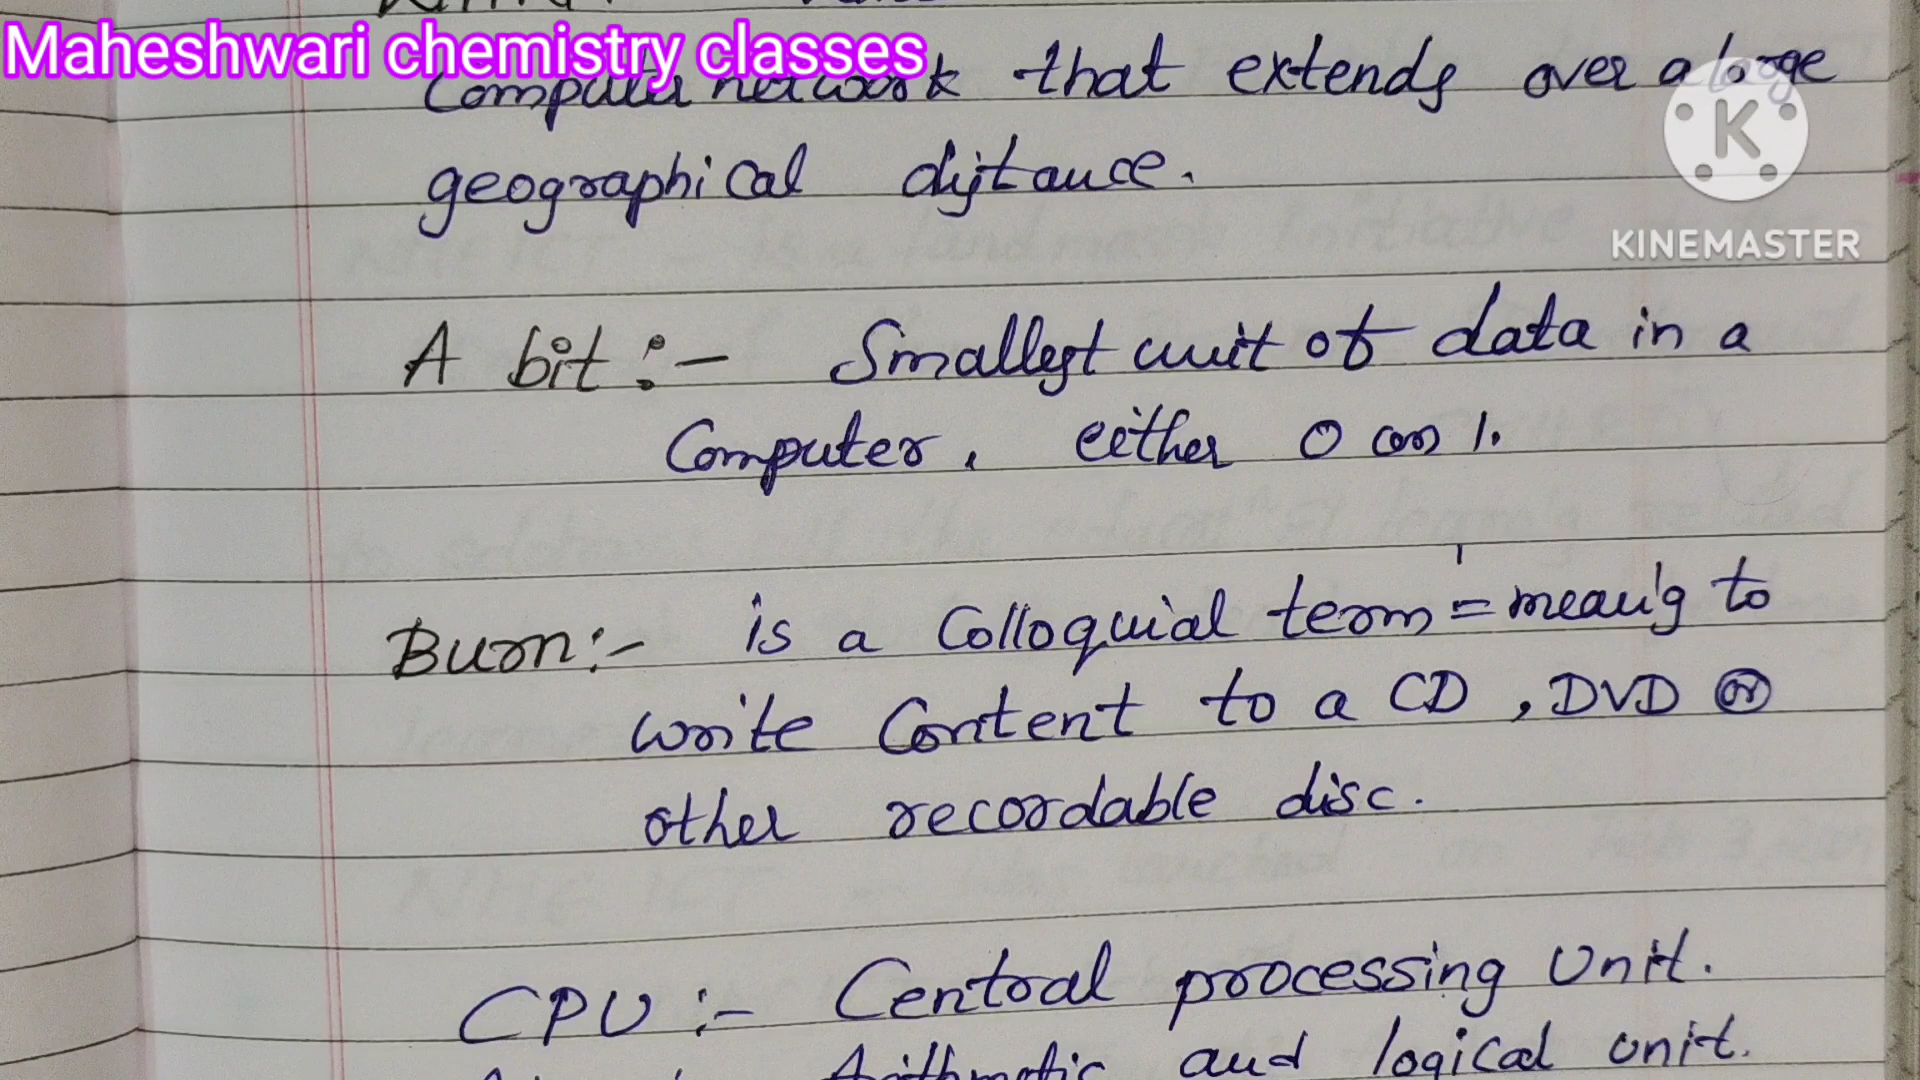 Maheshwari chemistry classes
Computer network that extends over a large
geographical distance.
KINEMASTER
A bit :- Smallest unit of data in a
Computer, either 0 or 1.
Burn:- is a Colloquial term = meani'g to
write Content to a CD, DVD or
other recordable disc.
CPU :- Central processing Unit.
Arithmatic and logical unit.